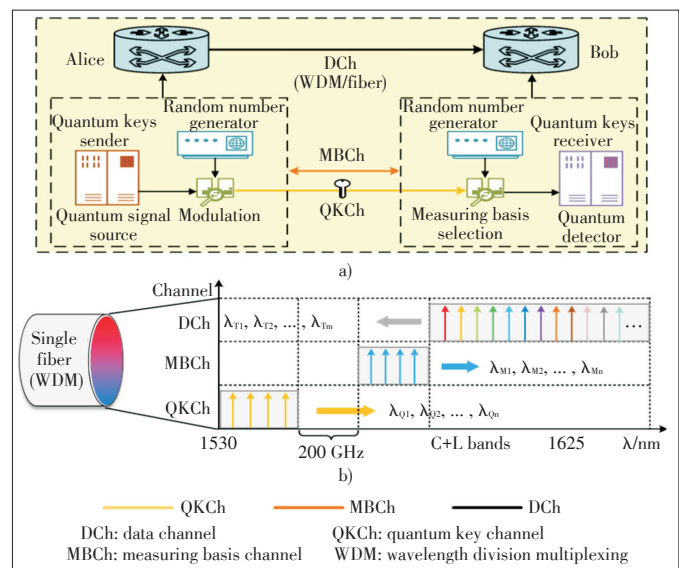 Alice
Bob
DCh
(WDM/fiber)
Quantum keys
sender
Random number
generator
Random number
generator
Quantum keys
receiver
MBCh
QKCh
Quantum signal
source
Modulation
Measuring basis
selection
Quantum
detector
a)
Channel
DCh
λT1, λT2, ... , λTm
...
Single
fiber
(WDM)
MBCh
λM1, λM2, ... , λMn
QKCh
λQ1, λQ2, ... , λQn
1530
200 GHz
C+L bands
1625
λ/nm
b)
QKCh
MBCh
DCh
DCh: data channel
QKCh: quantum key channel
MBCh: measuring basis channel
WDM: wavelength division multiplexing